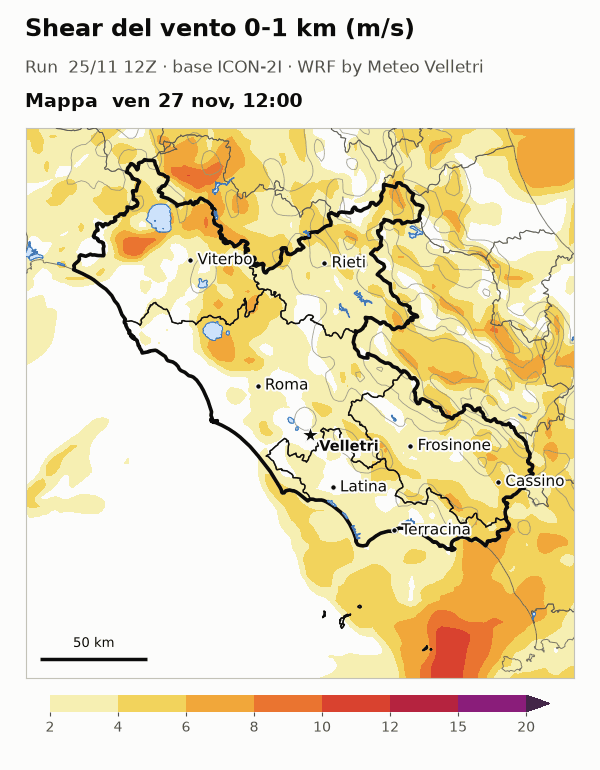 Shear del vento 0-1 km (m/s)
Run  25/11 12Z · base ICON-2I · WRF by Meteo Velletri
Mappa  ven 27 nov, 12:00
Viterbo
Rieti
Roma
Velletri
Frosinone
Cassino
Latina
Terracina
50 km
2 4 6 8 10 12 15 20